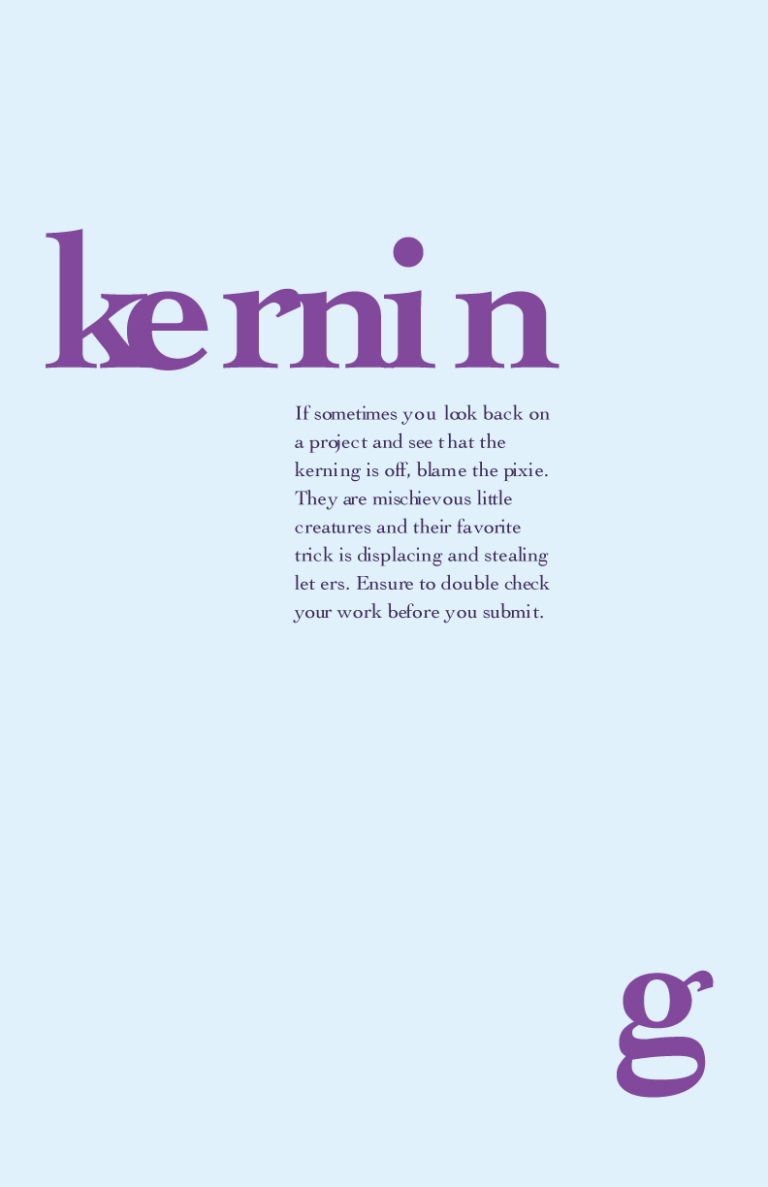 kernin
If sometimes you look back on
a project and see that the
kerning is off, blame the pixie.
They are mischievous little
creatures and their favorite
trick is displacing and stealing
let ers. Ensure to double check
your work before you submit.
g